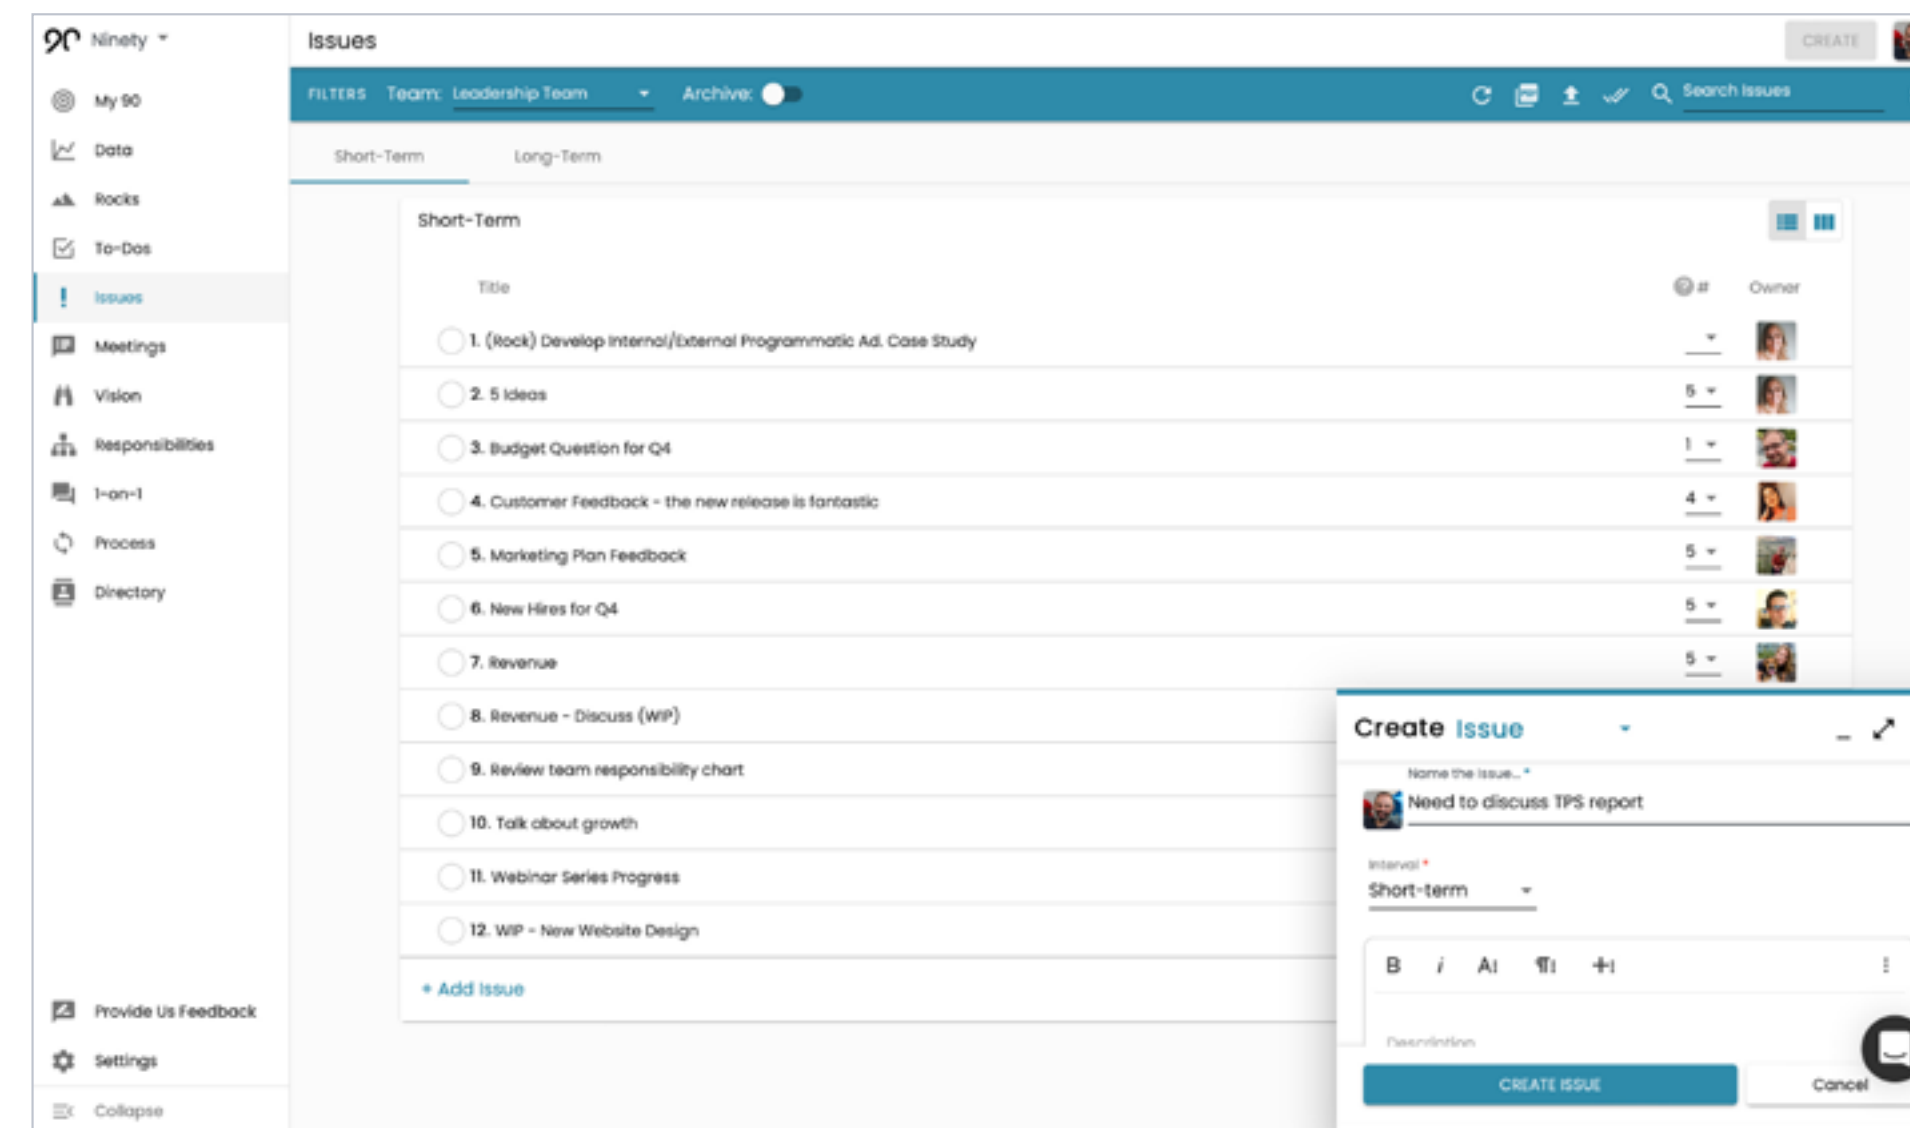 90 Ninety
Issues
CREATE
My 90
Data
Rocks
To-Dos
Issues
Meetings
Vision
Responsibilities
1-on-1
Process
Directory
Provide Us Feedback
Settings
Collapse
FILTERS Team: Leadership Team Archive: Search Issues
Short-Term Long-Term
Short-Term
Title # Owner
1. (Rock) Develop Internal/External Programmatic Ad. Case Study
2. 5 Ideas 5
3. Budget Question for Q4 1
4. Customer Feedback - the new release is fantastic 4
5. Marketing Plan Feedback 5
6. New Hires for Q4 5
7. Revenue 5
8. Revenue - Discuss (WIP)
9. Review team responsibility chart
10. Talk about growth
11. Webinar Series Progress
12. WIP - New Website Design
+ Add Issue
Create Issue
Name the Issue... *
Need to discuss TPS report
Interval *
Short-term
B i A
Description
CREATE ISSUE Cancel